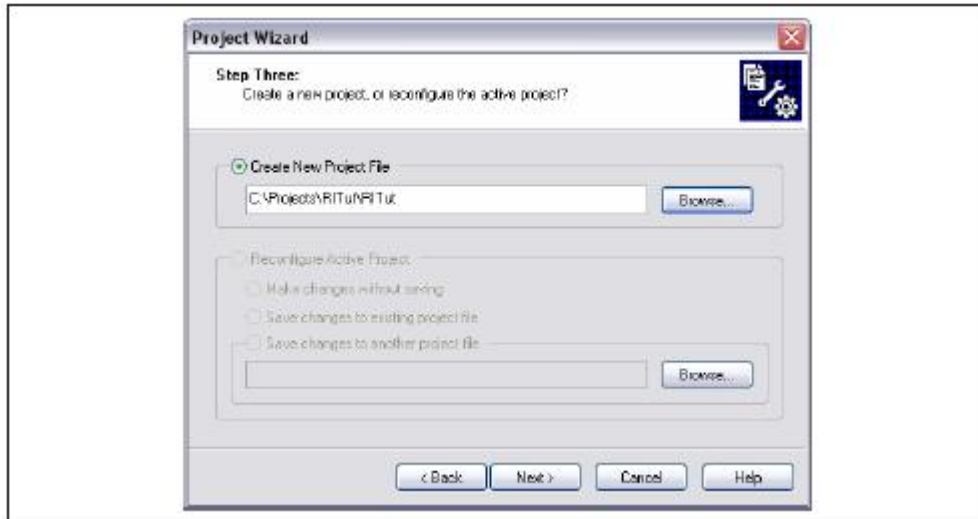 Project Wizard
Step Three:
Create a new project, or reconfigure the active project?
Create New Project File
C:\Projects\RITut\RITut
Browse...
Reconfigure Active Project
Make changes without saving
Save changes to existing project file
Save changes to another project file
Browse...
< Back
Next >
Cancel
Help